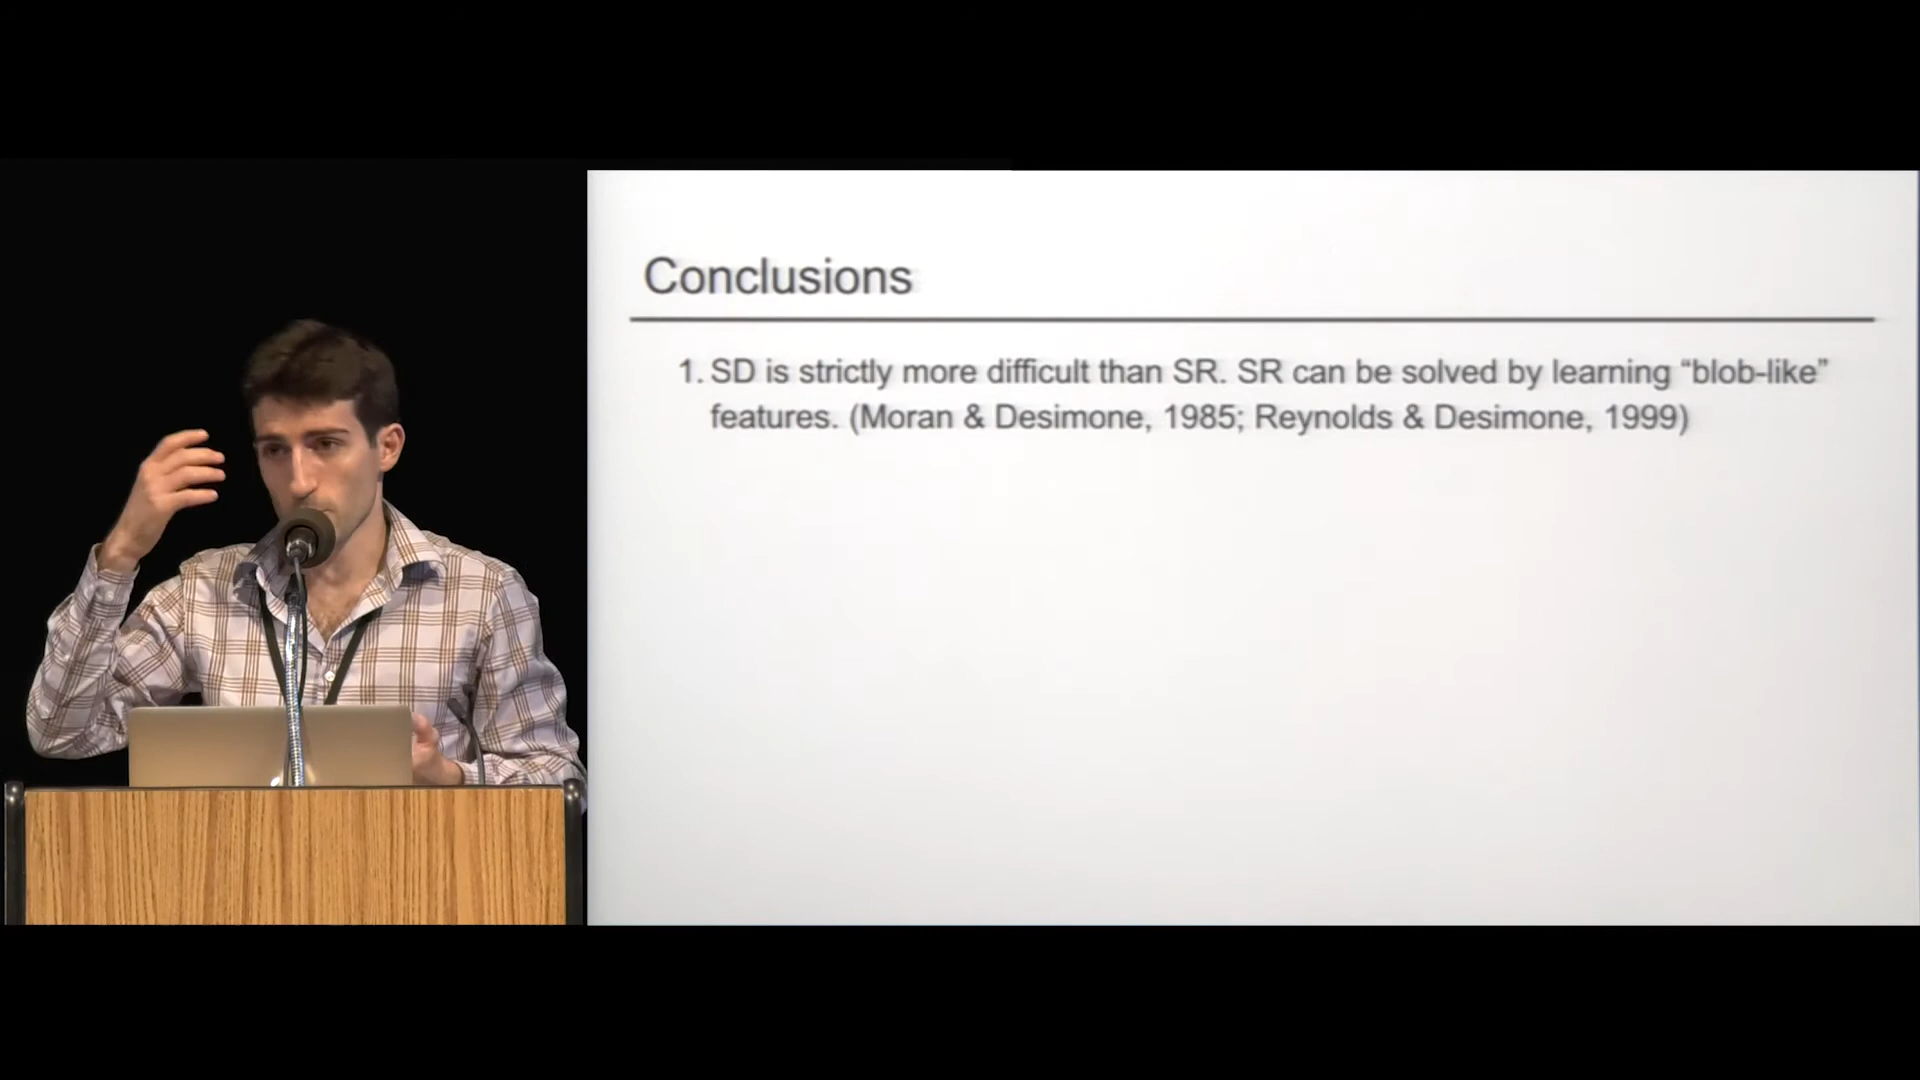 Conclusions
1. SD is strictly more difficult than SR. SR can be solved by learning “blob-like”
features. (Moran & Desimone, 1985; Reynolds & Desimone, 1999)